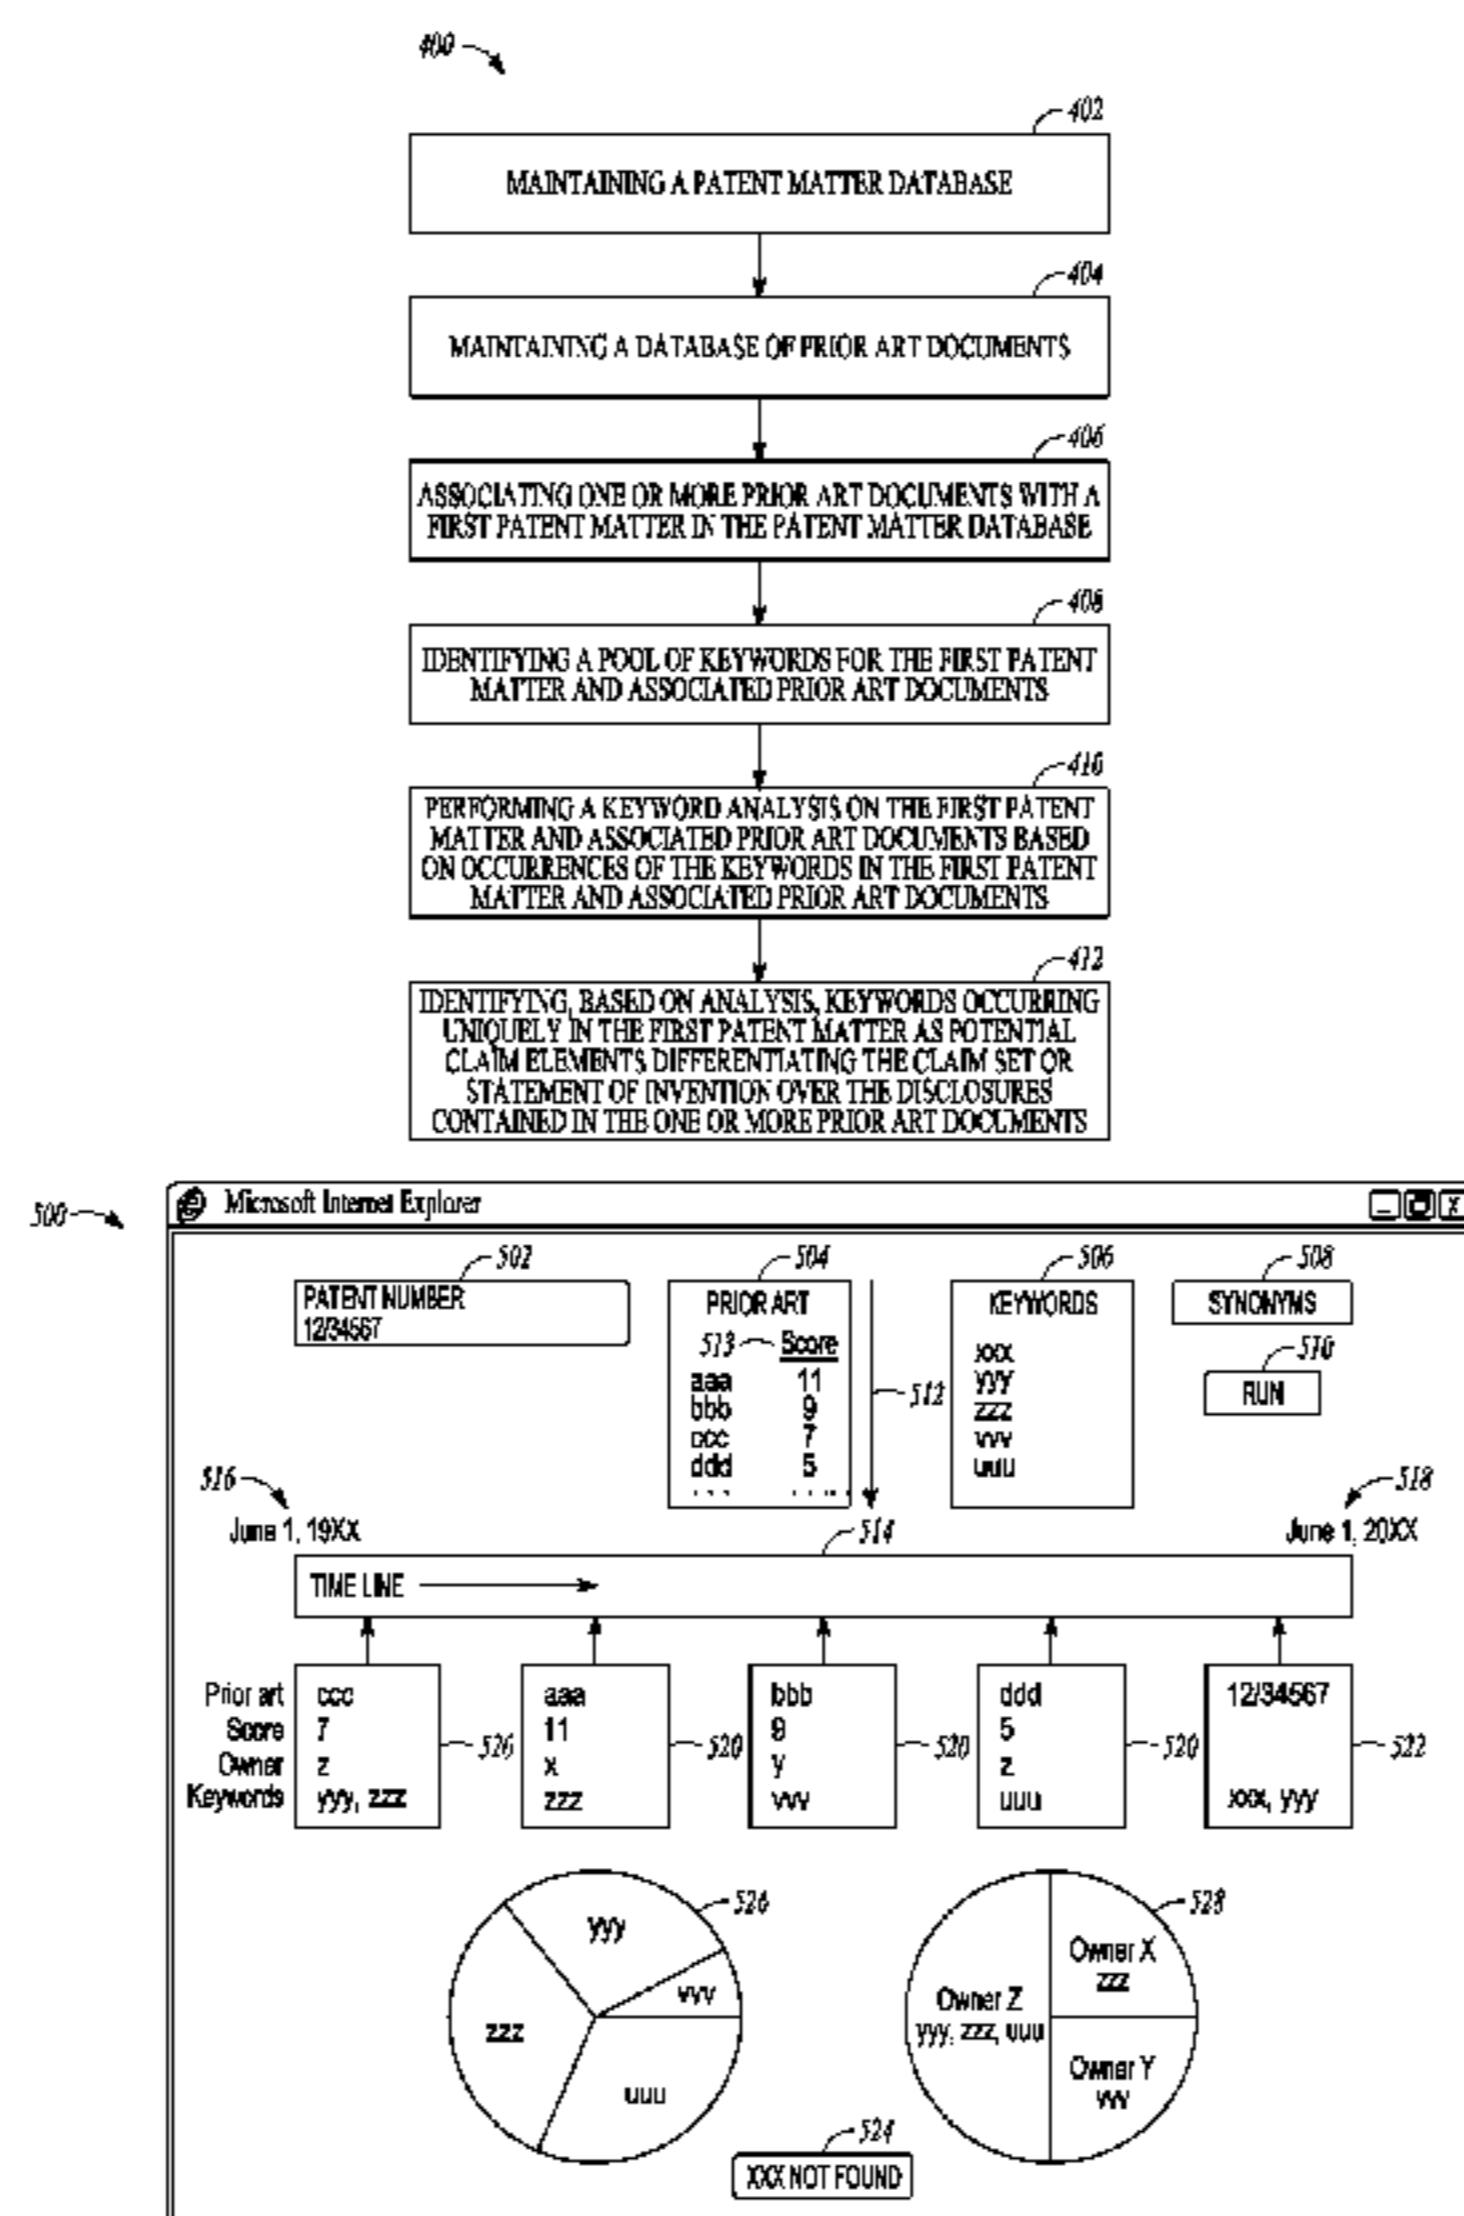 400
402
MAINTAINING A PATENT MATTER DATABASE
404
MAINTAINING A DATABASE OF PRIOR ART DOCUMENTS
406
ASSOCIATING ONE OR MORE PRIOR ART DOCUMENTS WITH A
FIRST PATENT MATTER IN THE PATENT MATTER DATABASE
408
IDENTIFYING A POOL OF KEYWORDS FOR THE FIRST PATENT
MATTER AND ASSOCIATED PRIOR ART DOCUMENTS
410
PERFORMING A KEYWORD ANALYSIS ON THE FIRST PATENT
MATTER AND ASSOCIATED PRIOR ART DOCUMENTS BASED
ON OCCURRENCES OF THE KEYWORDS IN THE FIRST PATENT
MATTER AND ASSOCIATED PRIOR ART DOCUMENTS
412
IDENTIFYING, BASED ON ANALYSIS, KEYWORDS OCCURRING
UNIQUELY IN THE FIRST PATENT MATTER AS POTENTIAL
CLAIM ELEMENTS DIFFERENTIATING THE CLAIM SET OR
STATEMENT OF INVENTION OVER THE DISCLOSURES
CONTAINED IN THE ONE OR MORE PRIOR ART DOCUMENTS
500
Microsoft Internet Explorer
502
504
506
508
PATENT NUMBER
12/34567
PRIOR ART
513 Score
aaa 11
bbb 9
ccc 7
ddd 5
512
KEYWORDS
xxx
yyy
zzz
vvv
uuu
SYNONYMS
510
RUN
516
June 1, 19XX
514
518
June 1, 20XX
TIME LINE
Prior art ccc aaa bbb ddd 12/34567
Score 7 11 9 5
520 520 520 520 522
Owner z x y z
Keywords yyy, zzz zzz vvv uuu xxx, yyy
526
yyy
vvv
zzz
uuu
528
Owner X
zzz
Owner Z
yyy, zzz, uuu
Owner Y
vvv
524
XXX NOT FOUND